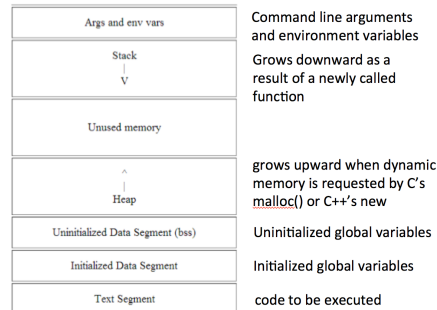 Args and env vars
Command line arguments
and environment variables
Stack
|
V
Grows downward as a
result of a newly called
function
Unused memory
^
|
Heap
grows upward when dynamic
memory is requested by C's
malloc() or C++'s new
Uninitialized Data Segment (bss)
Uninitialized global variables
Initialized Data Segment
Initialized global variables
Text Segment
code to be executed